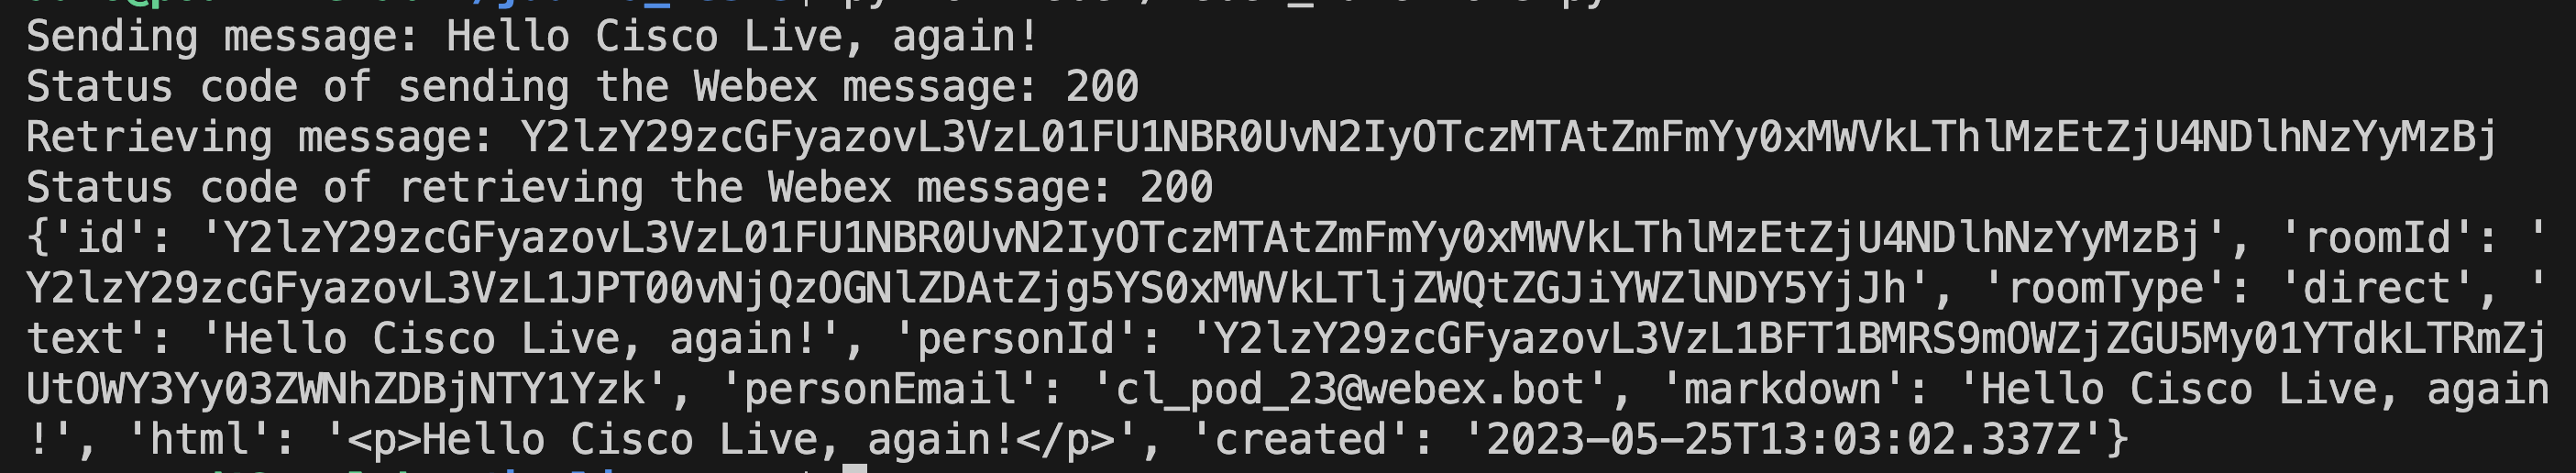 Sending message: Hello Cisco Live, again!
Status code of sending the Webex message: 200
Retrieving message: Y2lzY29zcGFyazovL3VzL01FU1NBR0UvN2IyOTczMTAtZmFmYy0xMWVkLThlMzEtZjU4NDlhNzYyMzBj
Status code of retrieving the Webex message: 200
{'id': 'Y2lzY29zcGFyazovL3VzL01FU1NBR0UvN2IyOTczMTAtZmFmYy0xMWVkLThlMzEtZjU4NDlhNzYyMzBj', 'roomId': '
Y2lzY29zcGFyazovL3VzL1JPT00vNjQzOGNlZDAtZjg5YS0xMWVkLTljZWQtZGJiYWZlNDY5YjJh', 'roomType': 'direct', '
text': 'Hello Cisco Live, again!', 'personId': 'Y2lzY29zcGFyazovL3VzL1BFT1BMRS9mOWZjZGU5My01YTdkLTRmZj
UtOWY3Yy03ZWNhZDBjNTY1Yzk', 'personEmail': 'cl_pod_23@webex.bot', 'markdown': 'Hello Cisco Live, again
!', 'html': '<p>Hello Cisco Live, again!</p>', 'created': '2023-05-25T13:03:02.337Z'}